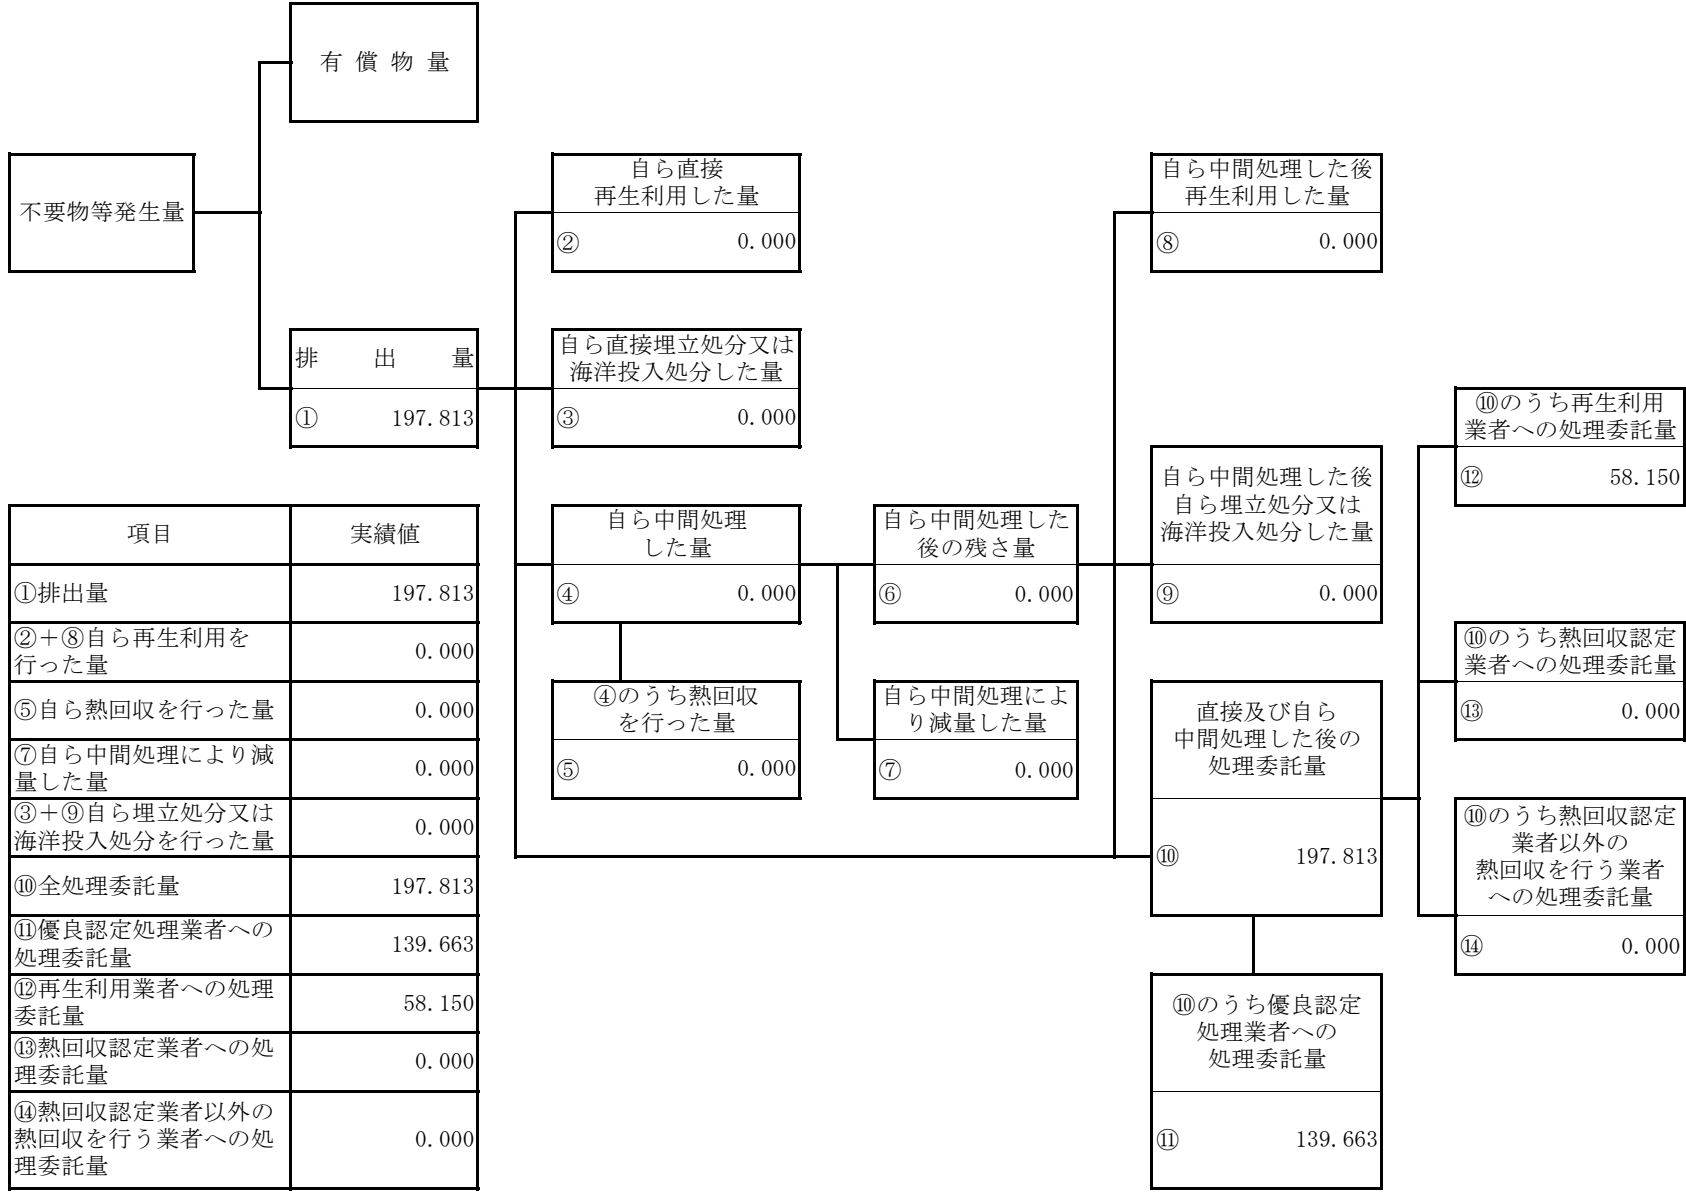 有 償 物 量
不要物等発生量
自ら直接
再生利用した量
② 0.000
自ら中間処理した後
再生利用した量
⑧ 0.000
排 出 量
① 197.813
自ら直接埋立処分又は
海洋投入処分した量
③ 0.000
⑩のうち再生利用
業者への処理委託量
⑫ 58.150
自ら中間処理した後
自ら埋立処分又は
海洋投入処分した量
⑨ 0.000
自ら中間処理
した量
④ 0.000
自ら中間処理した
後の残さ量
⑥ 0.000
⑩のうち熱回収認定
業者への処理委託量
⑬ 0.000
④のうち熱回収
を行った量
⑤ 0.000
自ら中間処理によ
り減量した量
⑦ 0.000
直接及び自ら
中間処理した後の
処理委託量
⑩ 197.813
⑩のうち熱回収認定
業者以外の
熱回収を行う業者
への処理委託量
⑭ 0.000
⑩のうち優良認定
処理業者への
処理委託量
⑪ 139.663
項目 実績値
①排出量 197.813
②＋⑧自ら再生利用を
行った量 0.000
⑤自ら熱回収を行った量 0.000
⑦自ら中間処理により減
量した量 0.000
③＋⑨自ら埋立処分又は
海洋投入処分を行った量 0.000
⑩全処理委託量 197.813
⑪優良認定処理業者への
処理委託量 139.663
⑫再生利用業者への処理
委託量 58.150
⑬熱回収認定業者への処
理委託量 0.000
⑭熱回収認定業者以外の
熱回収を行う業者への処
理委託量 0.000